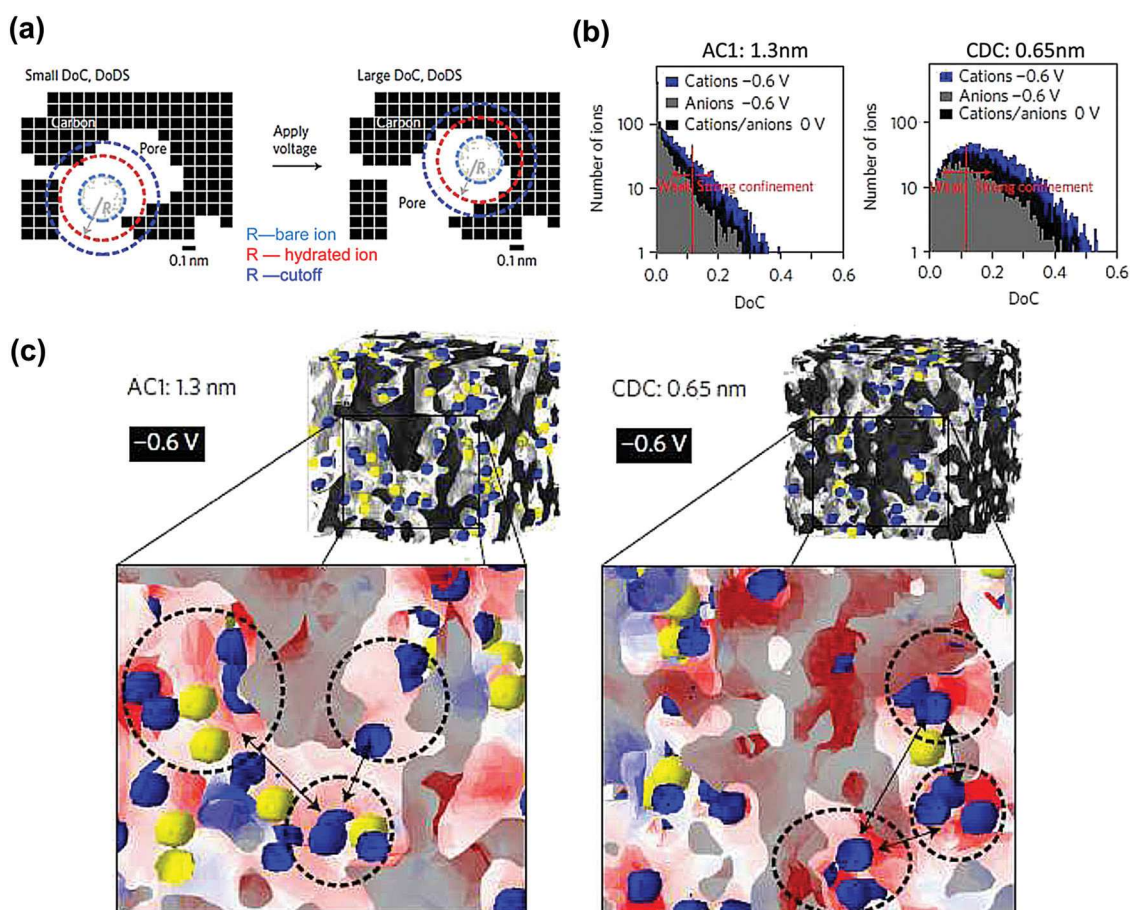 (a)
Small DoC, DoDS
Carbon
Pore
R
0.1 nm
Apply
voltage
Large DoC, DoDS
Carbon
R
Pore
0.1 nm
R—bare ion
R — hydrated ion
R —cutoff
(b)
AC1: 1.3nm
Cations −0.6 V
Anions −0.6 V
Cations/anions 0 V
Number of ions
100
10
1
Weak Strong confinement
0.0 0.2 0.4 0.6
DoC
CDC: 0.65nm
Cations −0.6 V
Anions −0.6 V
Cations/anions 0 V
Number of ions
100
10
1
Weak Strong confinement
0.0 0.2 0.4 0.6
DoC
(c)
AC1: 1.3 nm
−0.6 V
CDC: 0.65 nm
−0.6 V